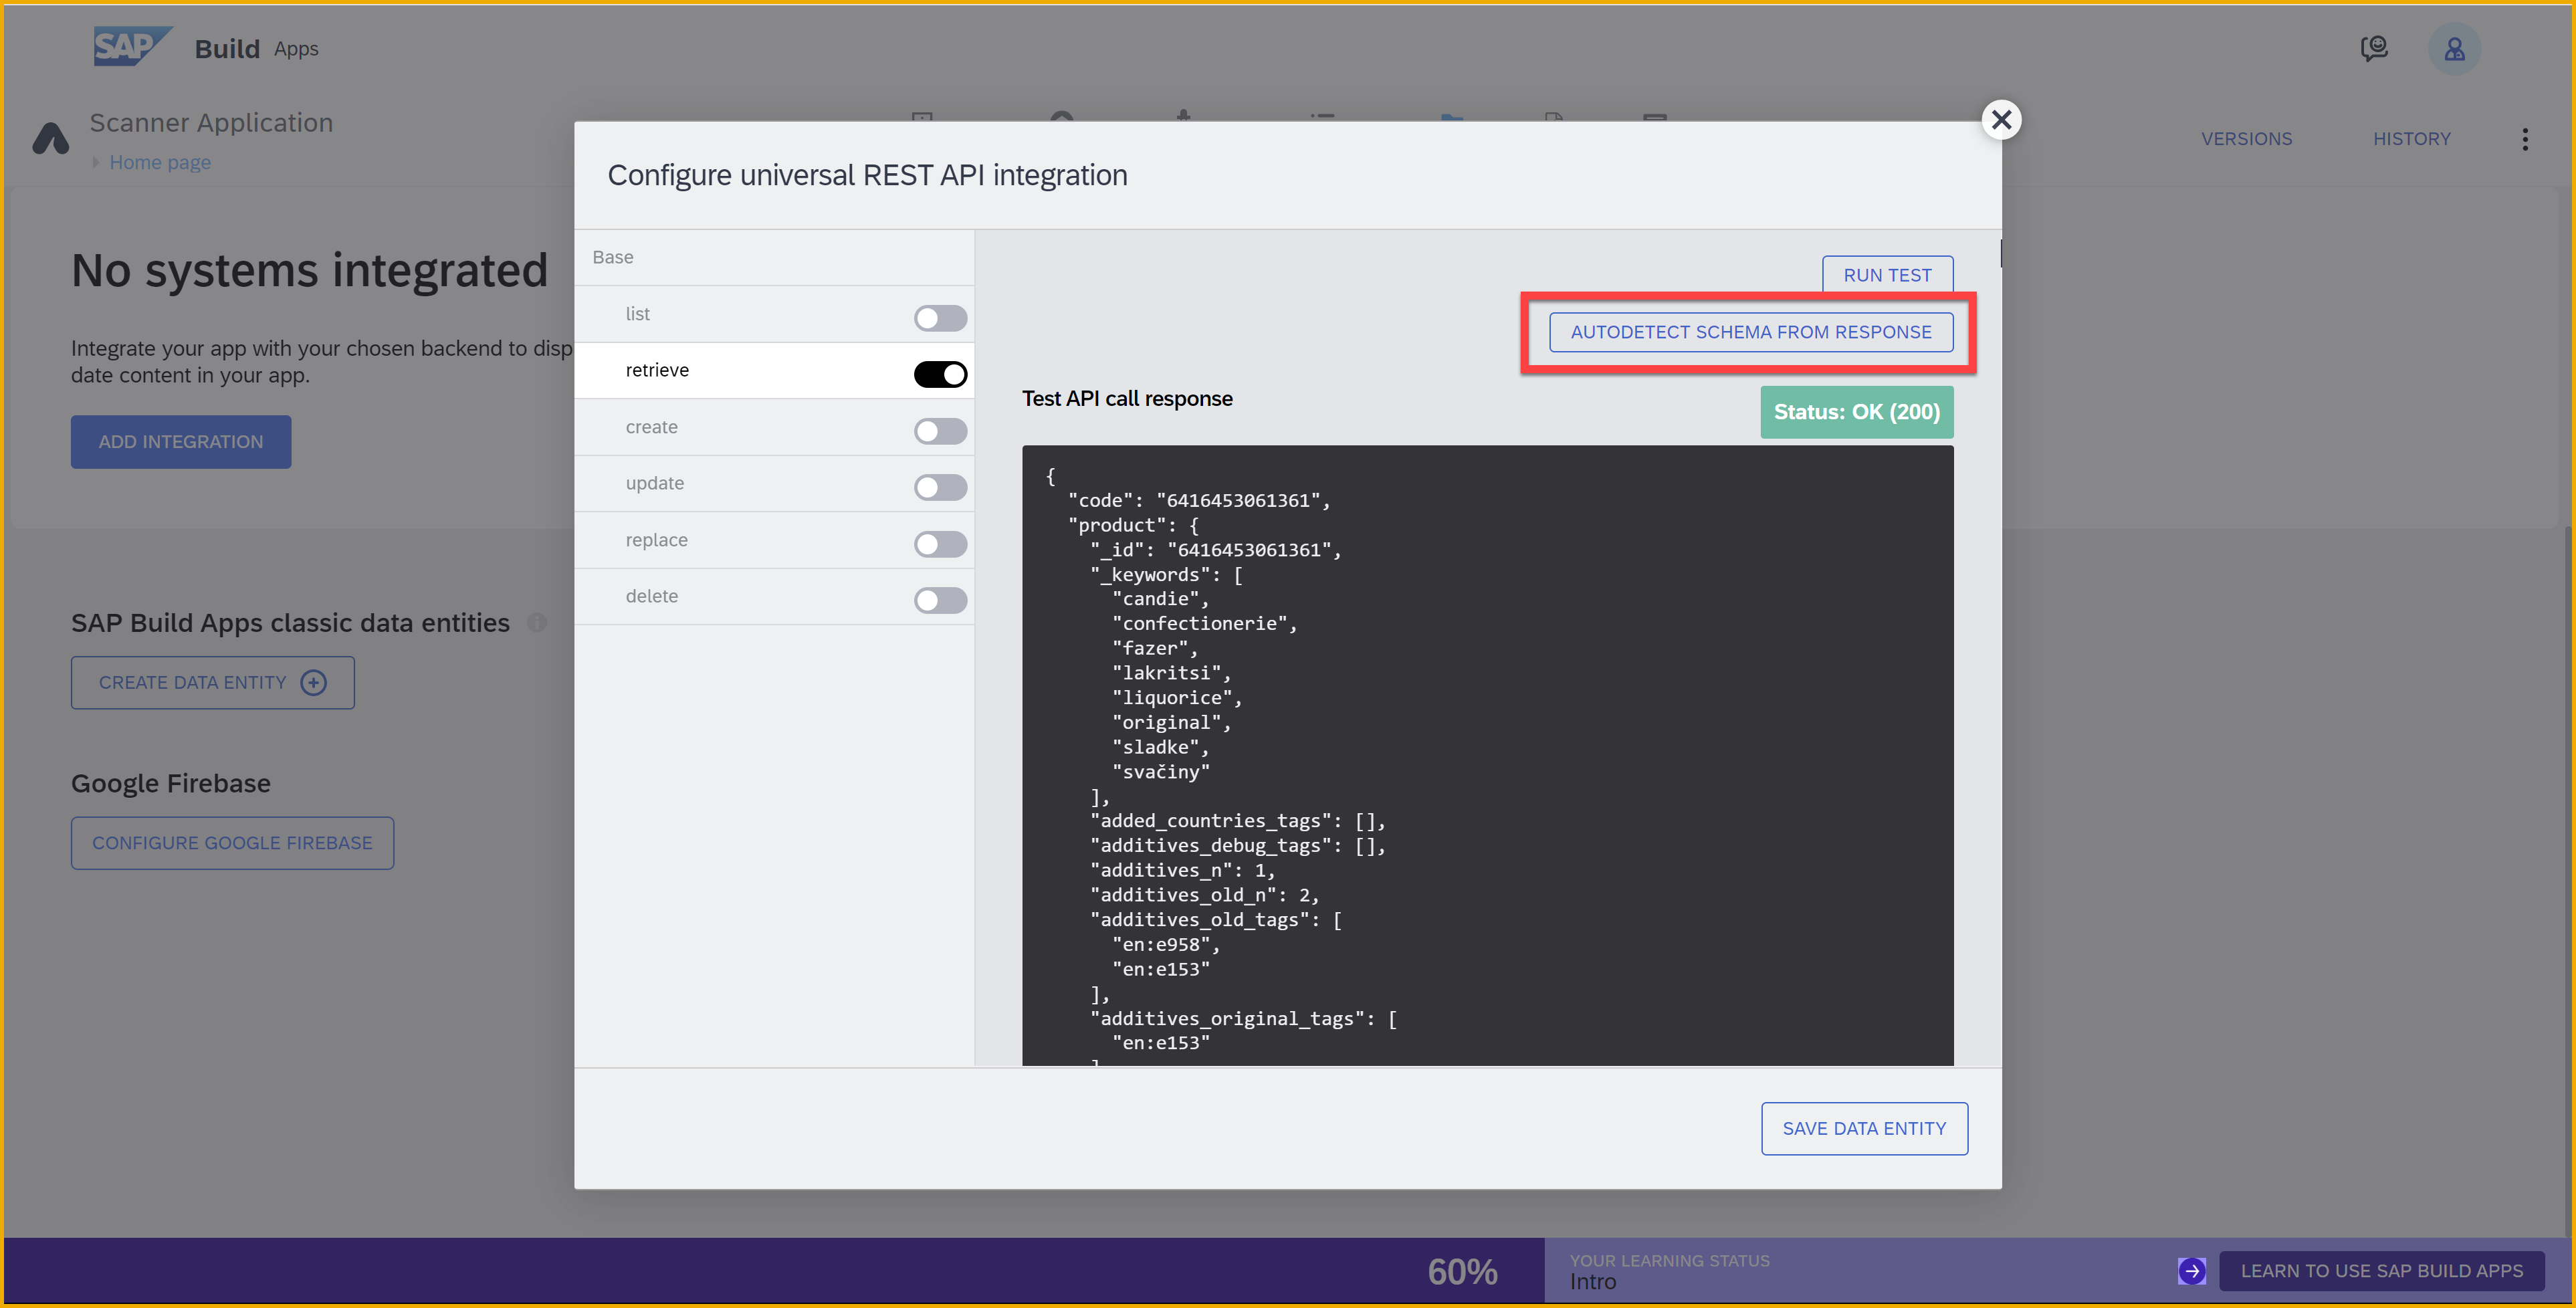 SAP Build Apps
Scanner Application
Home page
VERSIONS HISTORY
Configure universal REST API integration
No systems integrated
Integrate your app with your chosen backend to disp
date content in your app.
ADD INTEGRATION
SAP Build Apps classic data entities
CREATE DATA ENTITY
Google Firebase
CONFIGURE GOOGLE FIREBASE
Base
list
retrieve
create
update
replace
delete
RUN TEST
AUTODETECT SCHEMA FROM RESPONSE
Test API call response
Status: OK (200)
{
"code": "6416453061361",
"product": {
"_id": "6416453061361",
"_keywords": [
"candie",
"confectionerie",
"fazer",
"lakritsi",
"liquorice",
"original",
"sladke",
"svačiny"
],
"added_countries_tags": [],
"additives_debug_tags": [],
"additives_n": 1,
"additives_old_n": 2,
"additives_old_tags": [
"en:e958",
"en:e153"
],
"additives_original_tags": [
"en:e153"
SAVE DATA ENTITY
60%
YOUR LEARNING STATUS
Intro
LEARN TO USE SAP BUILD APPS